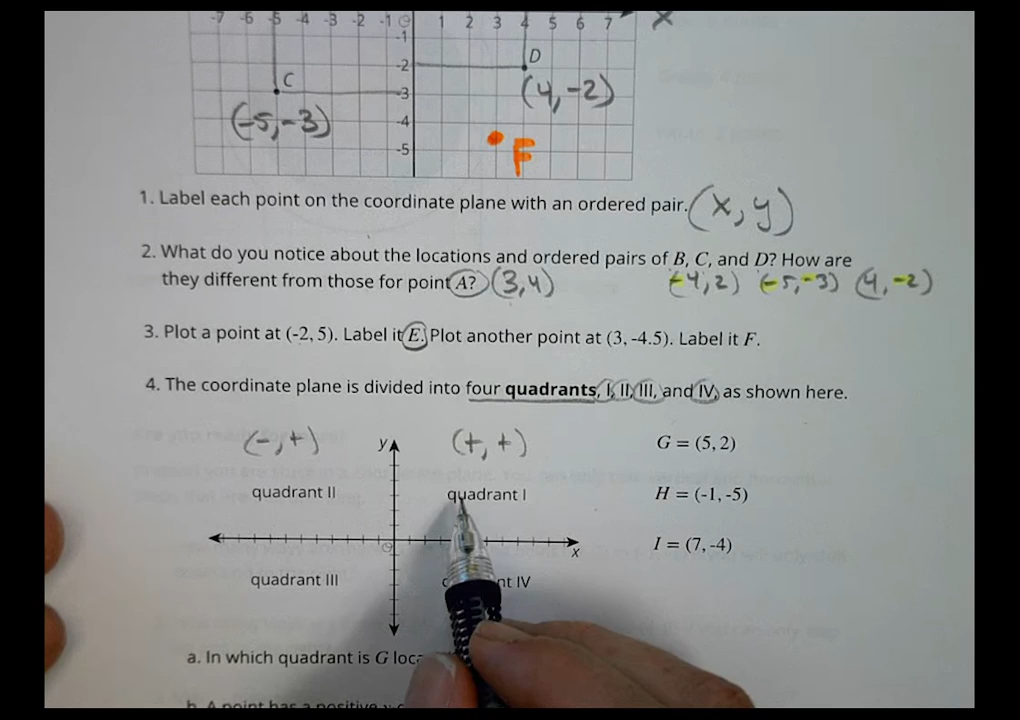 -7 -6 -5 -4 -3 -2 -1 0 1 2 3 4 5 6 7 x
-1
D
-2
C
(4, -2)
-3
(-5, -3)
-4
F
-5
1. Label each point on the coordinate plane with an ordered pair. (x, y)
2. What do you notice about the locations and ordered pairs of B, C, and D? How are
they different from those for point A? (3,4) (-4, 2) (-5, -3) (4, -2)
3. Plot a point at (-2, 5). Label it E. Plot another point at (3, -4.5). Label it F.
4. The coordinate plane is divided into four quadrants, I, II, III, and IV, as shown here.
(-, +) y (+, +) G = (5, 2)
quadrant II quadrant I H = (-1, -5)
O x I = (7, -4)
quadrant III nt IV
a. In which quadrant is G
b. A point has a positive